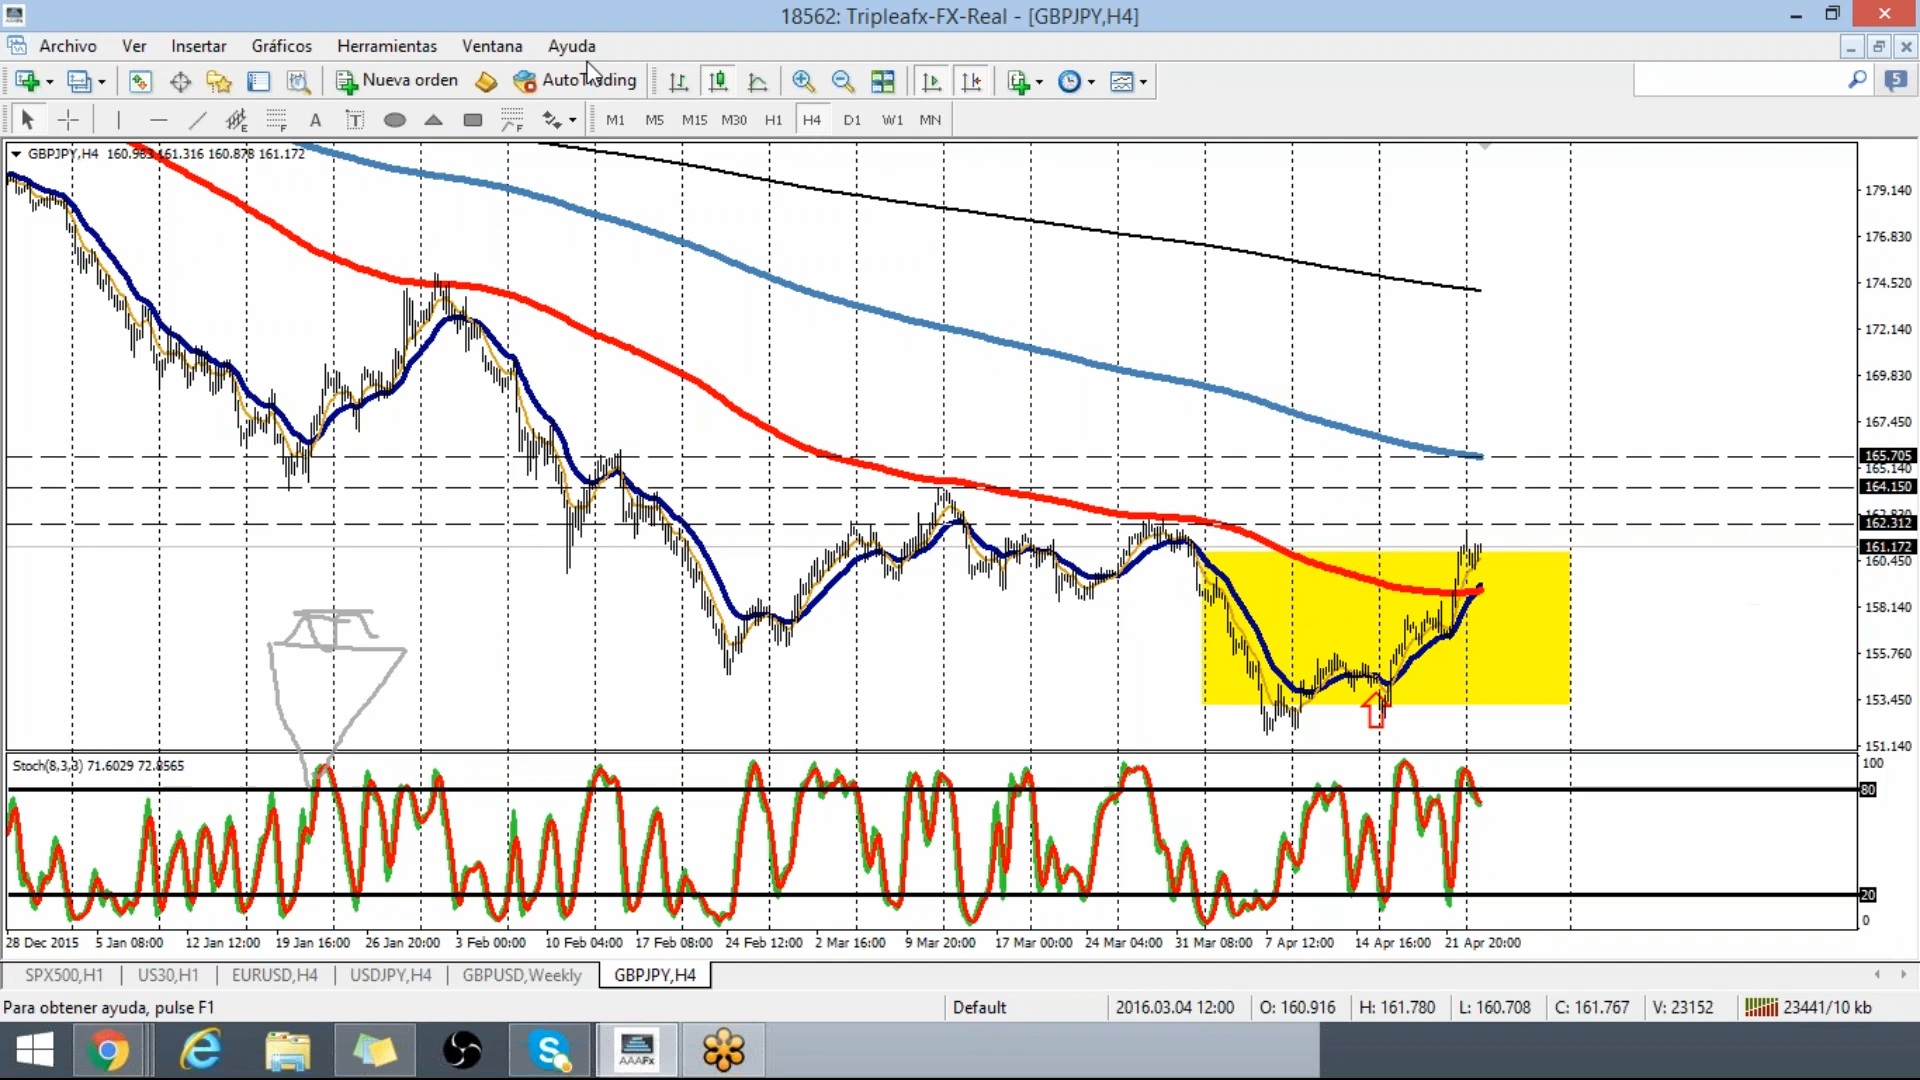 18562: Tripleafx-FX-Real - [GBPJPY,H4]
Archivo Ver Insertar Gráficos Herramientas Ventana Ayuda
Nueva orden AutoTrading 5
A T F F M1 M5 M15 M30 H1 H4 D1 W1 MN
GBPJPY,H4 160.983 161.316 160.878 161.172
179.140
176.830
174.520
172.140
169.830
167.450
165.705
165.140
164.150
162.830
162.312
161.172
160.450
158.140
155.760
153.450
151.140
Stoch(8,3,3) 71.6029 72.8565
100
80
20
0
28 Dec 2015 5 Jan 08:00 12 Jan 12:00 19 Jan 16:00 26 Jan 20:00 3 Feb 00:00 10 Feb 04:00 17 Feb 08:00 24 Feb 12:00 2 Mar 16:00 9 Mar 20:00 17 Mar 00:00 24 Mar 04:00 31 Mar 08:00 7 Apr 12:00 14 Apr 16:00 21 Apr 20:00
SPX500,H1 US30,H1 EURUSD,H4 USDJPY,H4 GBPUSD,Weekly GBPJPY,H4
Para obtener ayuda, pulse F1 Default 2016.03.04 12:00 O: 160.916 H: 161.780 L: 160.708 C: 161.767 V: 23152 23441/10 kb
AAAFx